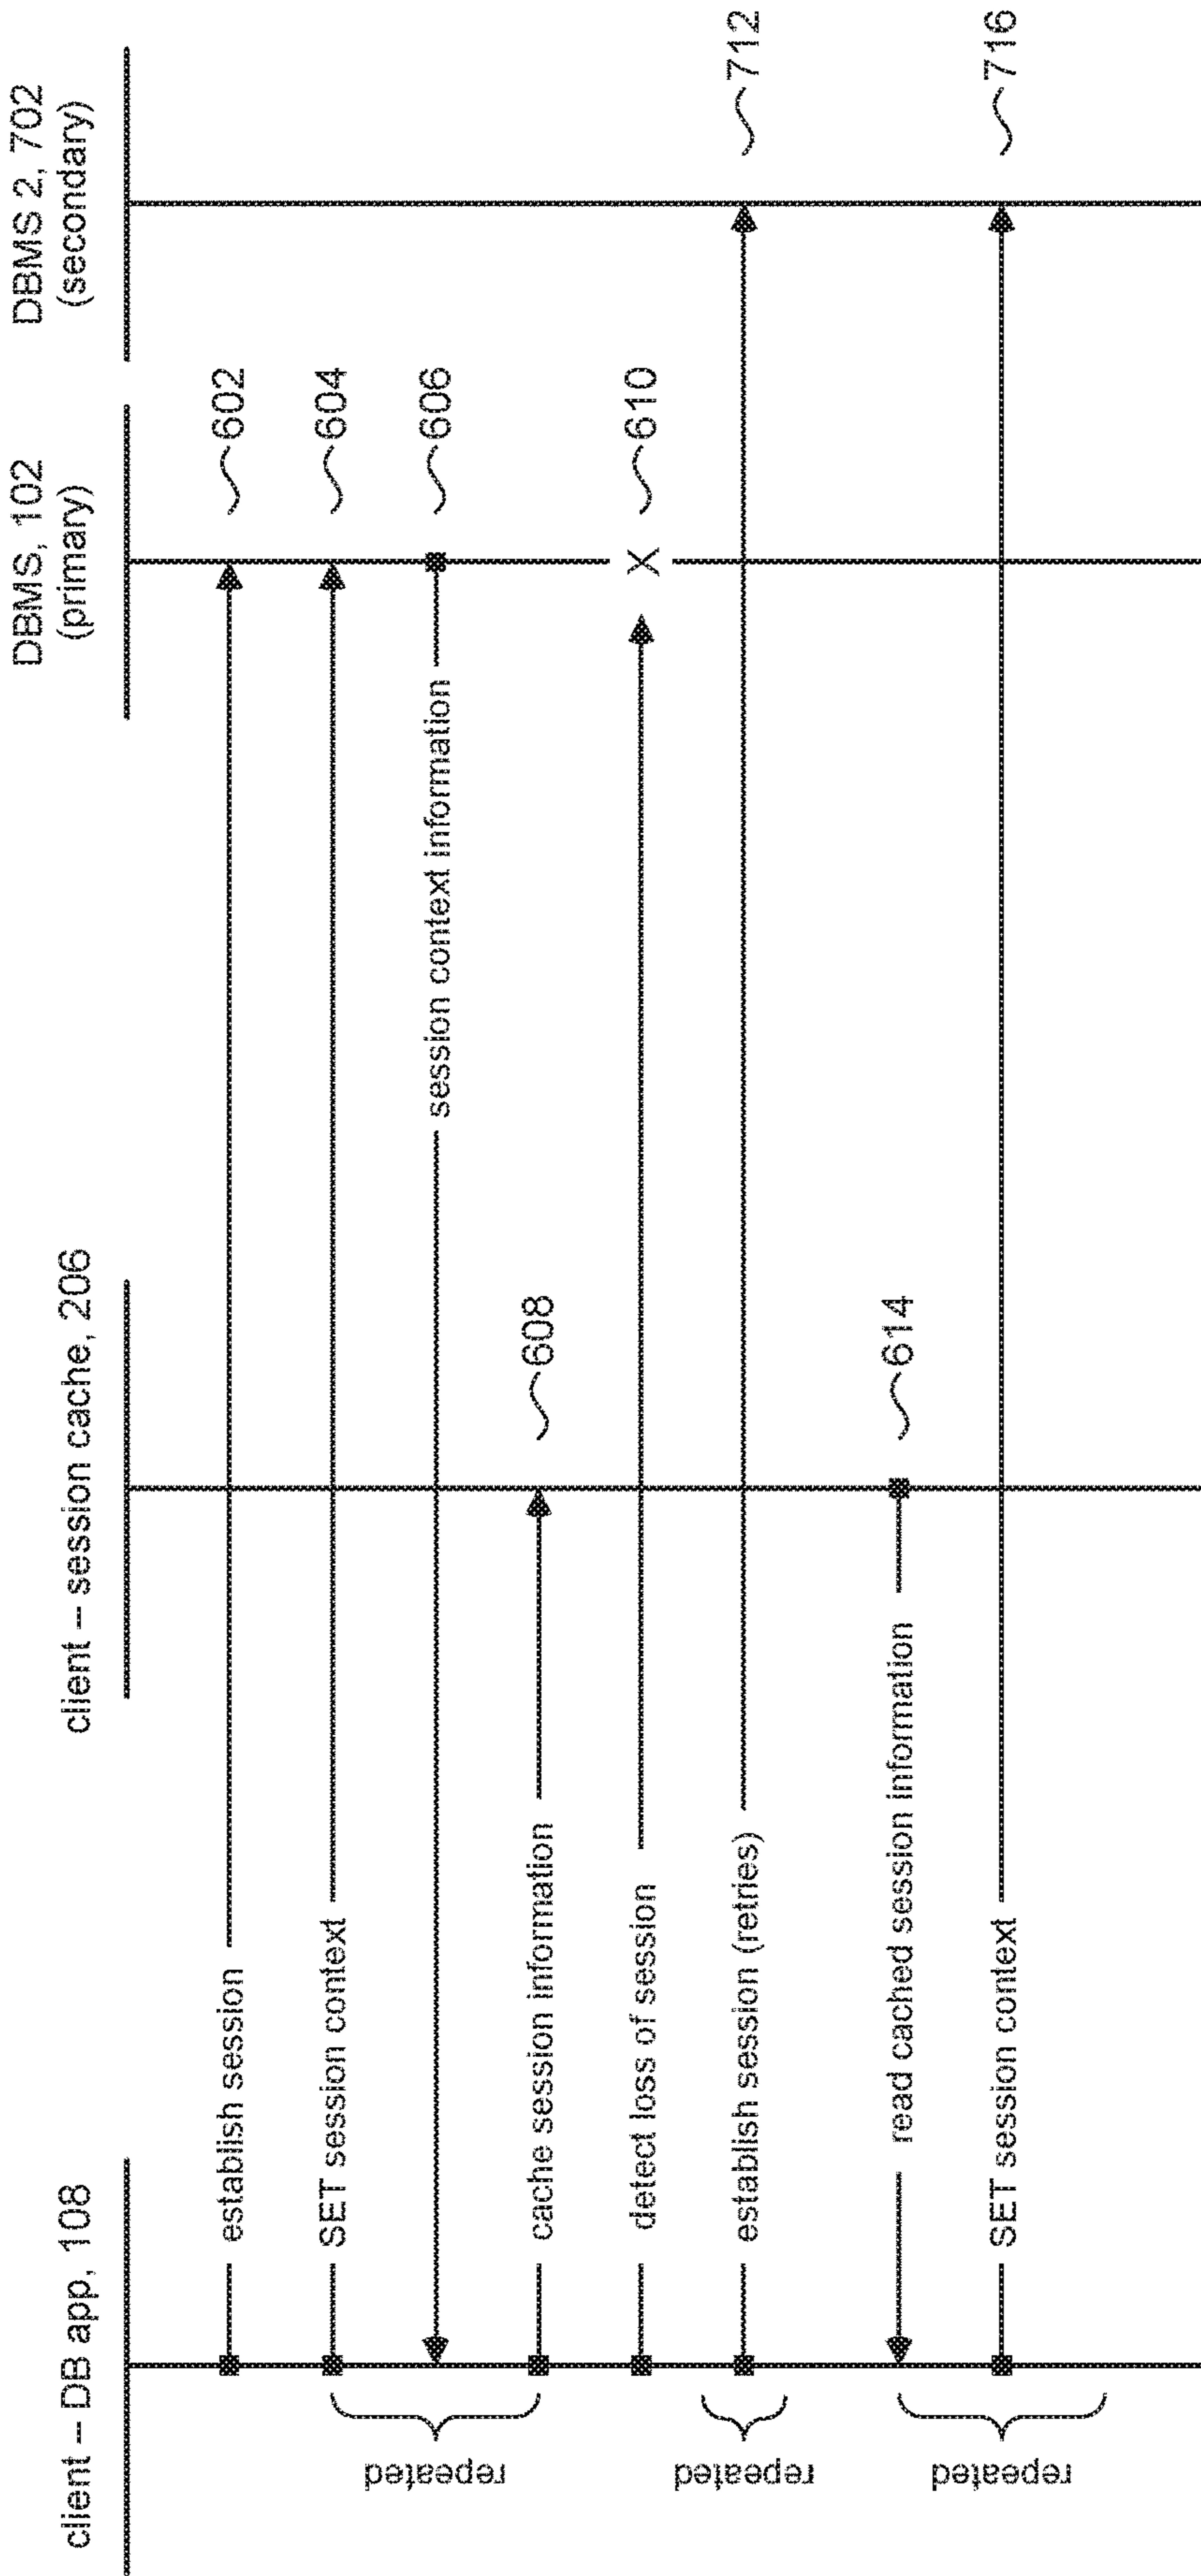 client – DB app, 108
client – session cache, 206
DBMS, 102
(primary)
DBMS 2, 702
(secondary)
establish session
602
SET session context
604
session context information
606
repeated
cache session information
608
detect loss of session
X
610
establish session (retries)
712
repeated
read cached session information
614
repeated
SET session context
716